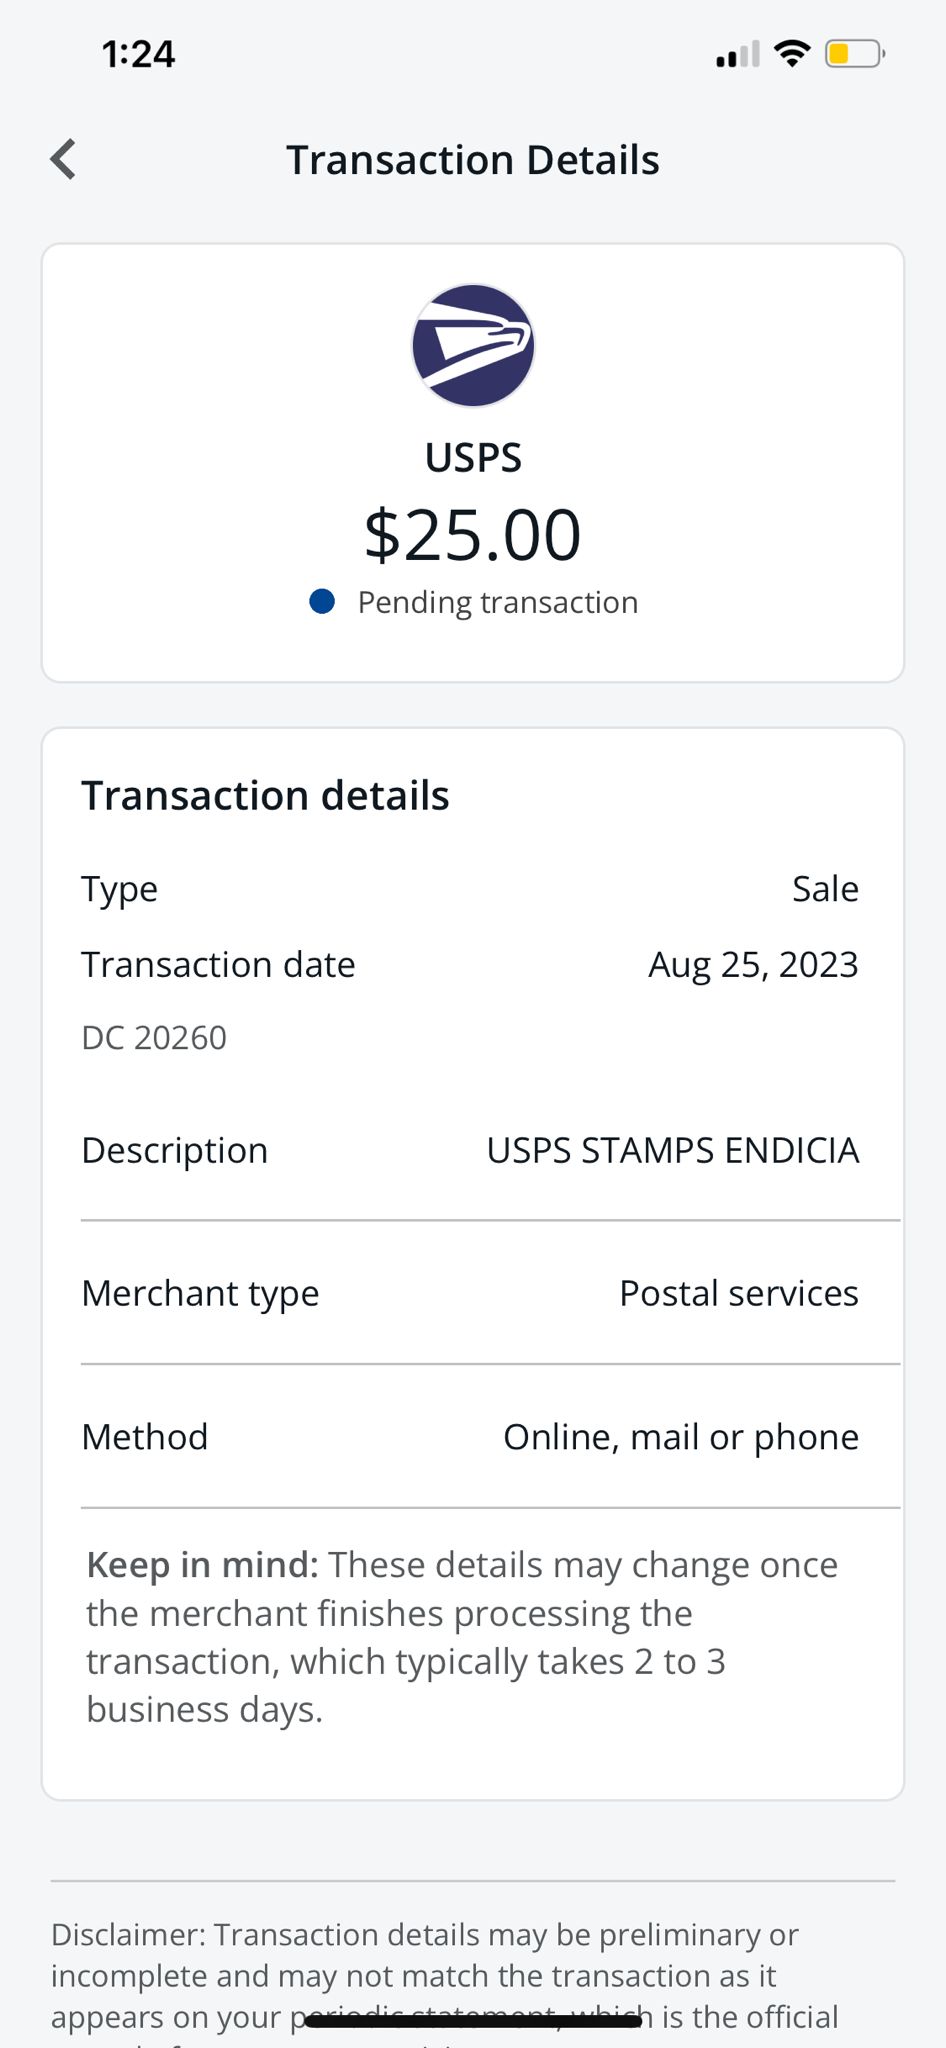 1:24
Transaction Details
USPS
$25.00
Pending transaction
Transaction details
Type Sale
Transaction date Aug 25, 2023
DC 20260
Description USPS STAMPS ENDICIA
Merchant type Postal services
Method Online, mail or phone
Keep in mind: These details may change once
the merchant finishes processing the
transaction, which typically takes 2 to 3
business days.
Disclaimer: Transaction details may be preliminary or
incomplete and may not match the transaction as it
appears on your periodic statement, which is the official